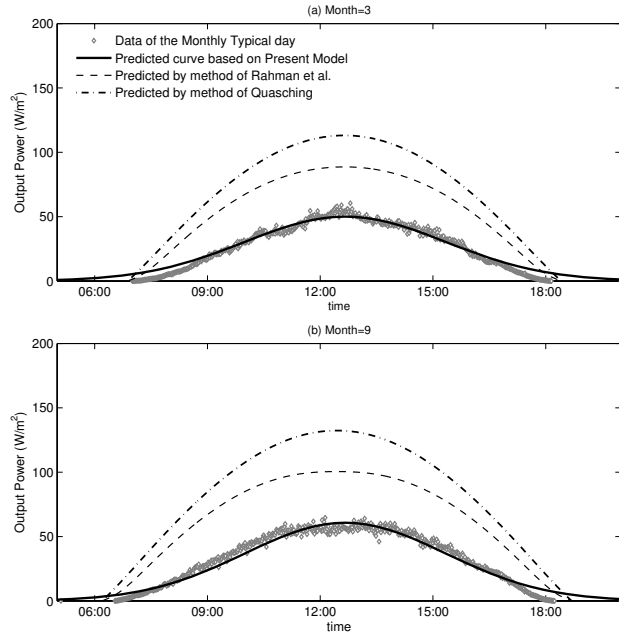 (a) Month=3
200
150
100
50
0
Output Power (W/m²)
Data of the Monthly Typical day
Predicted curve based on Present Model
Predicted by method of Rahman et al.
Predicted by method of Quasching
06:00 09:00 12:00 15:00 18:00
time
(b) Month=9
200
150
100
50
0
Output Power (W/m²)
06:00 09:00 12:00 15:00 18:00
time